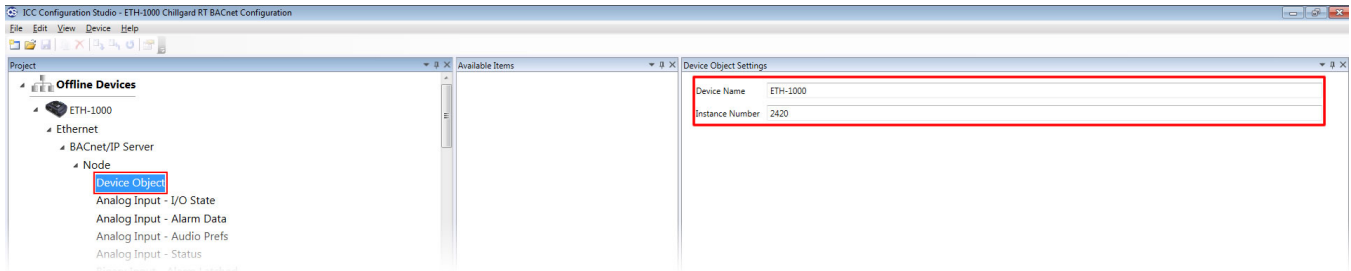 ICC Configuration Studio - ETH-1000 Chillgard RT BACnet Configuration
File Edit View Device Help
Project
Available Items
Device Object Settings
Offline Devices
ETH-1000
Ethernet
BACnet/IP Server
Node
Device Object
Analog Input - I/O State
Analog Input - Alarm Data
Analog Input - Audio Prefs
Analog Input - Status
Device Name ETH-1000
Instance Number 2420